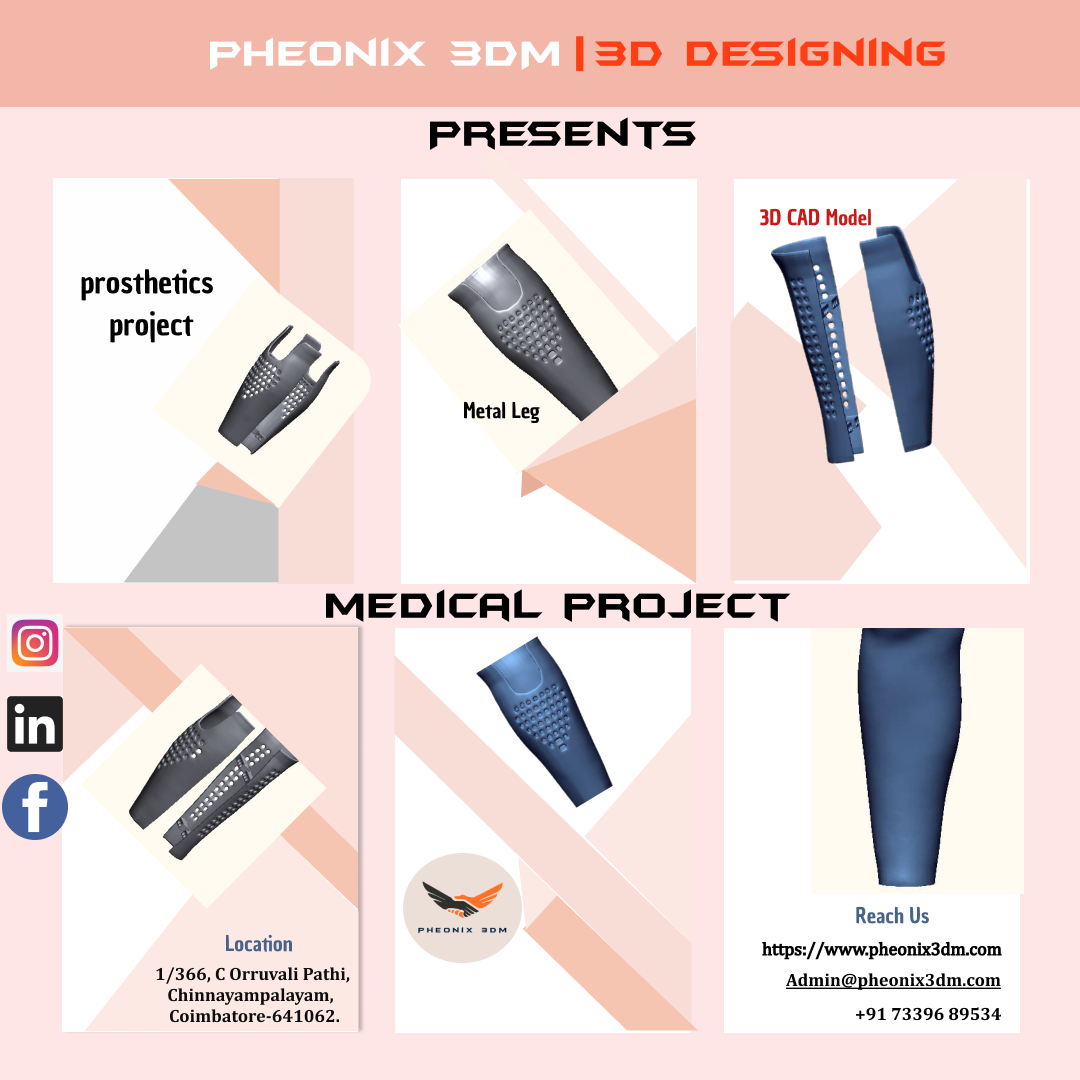 PHEONIX 3DM | 3D DESIGNING
PRESENTS
prosthetics
project
Metal Leg
3D CAD Model
MEDICAL PROJECT
in
f
Location
1/366, C Orruvali Pathi,
Chinnayampalayam,
Coimbatore-641062.
PHEONIX 3DM
Reach Us
https://www.pheonix3dm.com
Admin@pheonix3dm.com
+91 73396 89534